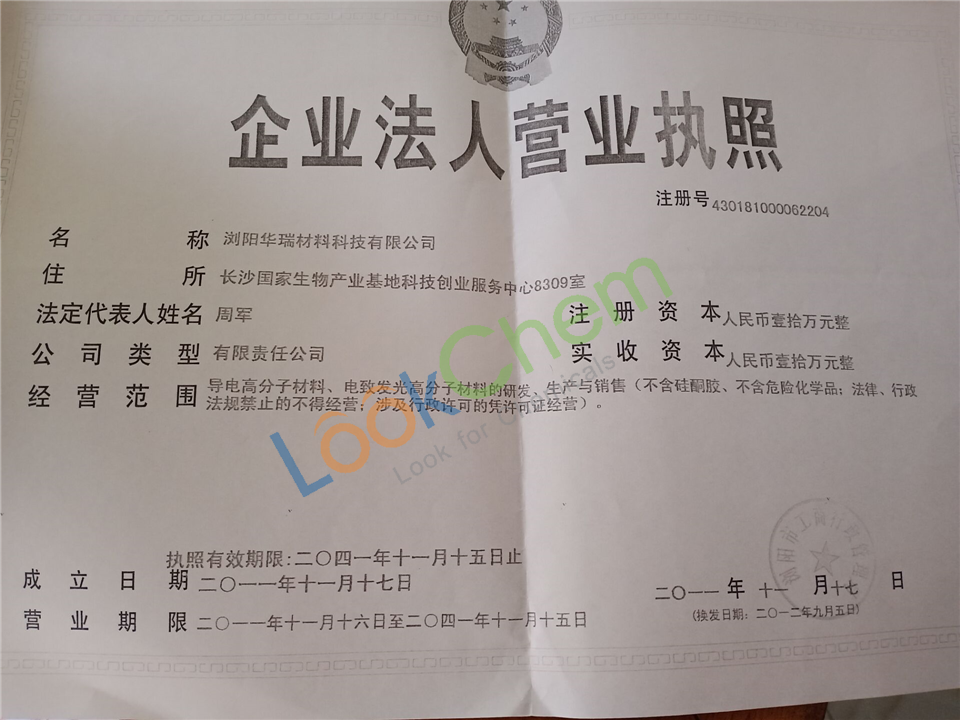 企业法人营业执照
注册号 430181000062204
名称 浏阳华瑞材料科技有限公司
住所 长沙国家生物产业基地科技创业服务中心8309室
法定代表人姓名 周军
注册资本 人民币壹拾万元整
公司类型 有限责任公司
实收资本 人民币壹拾万元整
经营范围 导电高分子材料、电致发光高分子材料的研发、生产与销售（不含硅酮胶、不含危险化学品；法律、行政
法规禁止的不得经营；涉及行政许可的凭许可证经营）。
LookChem
Look for Chemicals
执照有效期限:二〇四一年十一月十五日止
成立日期 二〇一一年十一月十七日
二〇一一 年 十一 月 十七 日
营业期限 二〇一一年十一月十六日至二〇四一年十一月十五日
(换发日期：二〇一二年九月五日)
浏阳市工商行政管理局